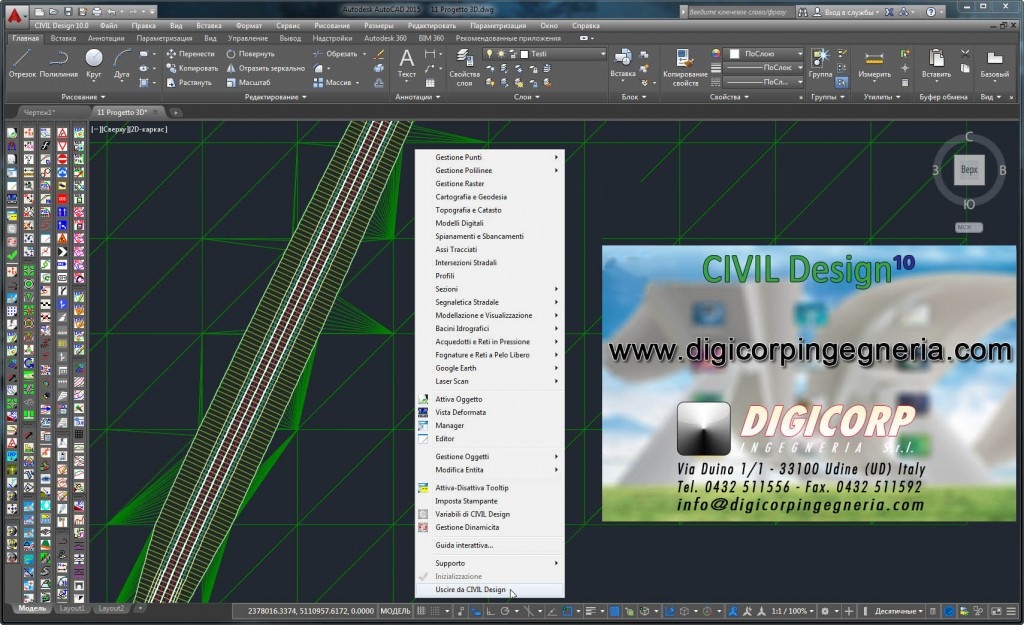 Autodesk AutoCAD 2015    11 Progetto 3D.dwg
Введите ключевое слово/фразу
Вход в службы
CIVIL Design 10.0 Файл Правка Вид Вставка Формат Сервис Рисование Размеры Редактировать Параметризация Окно Справка
Главная Вставка Аннотации Параметризация Вид Управление Вывод Надстройки Autodesk 360 BIM 360 Рекомендованные приложения
Отрезок Полилиния Круг Дуга
Перенести Повернуть Обрезать
Копировать Отразить зеркально
Растянуть Масштаб Массив
Текст
Свойства слоя
Testi
Вставка
Копирование свойств
ПоСлою
ПоСлою
ПоСлою
Группа
Измерить
Вставить
Базовый
Рисование Редактирование Аннотации Слои Блок Свойства Группы Утилиты Буфер обмена Вид
Чертеж1*
11 Progetto 3D*
[−][Сверху][2D-каркас]
С
З Верх В
Ю
МСК
Gestione Punti
Gestione Polilinee
Gestione Raster
Cartografia e Geodesia
Topografia e Catasto
Modelli Digitali
Spianamenti e Sbancamenti
Assi Tracciati
Intersezioni Stradali
Profili
Sezioni
Segnaletica Stradale
Modellazione e Visualizzazione
Bacini Idrografici
Acquedotti e Reti in Pressione
Fognature e Reti a Pelo Libero
Google Earth
Laser Scan
Attiva Oggetto
Vista Deformata
Manager
Editor
Gestione Oggetti
Modifica Entita
Attiva-Disattiva Tooltip
Imposta Stampante
Variabili di CIVIL Design
Gestione Dinamicita
Guida interattiva...
Supporto
Inizializzazione
Uscire da CIVIL Design
CIVIL Design 10
www.digicorpingegneria.com
DIGICORP
INGEGNERIA S.r.l.
Via Duino 1/1 - 33100 Udine (UD) Italy
Tel. 0432 511556 - Fax. 0432 511592
info@digicorpingegneria.com
Модель Layout1 Layout2
2378016.3374, 5110957.6172, 0.0000 МОДЕЛЬ
1:1 / 100%
Десятичные